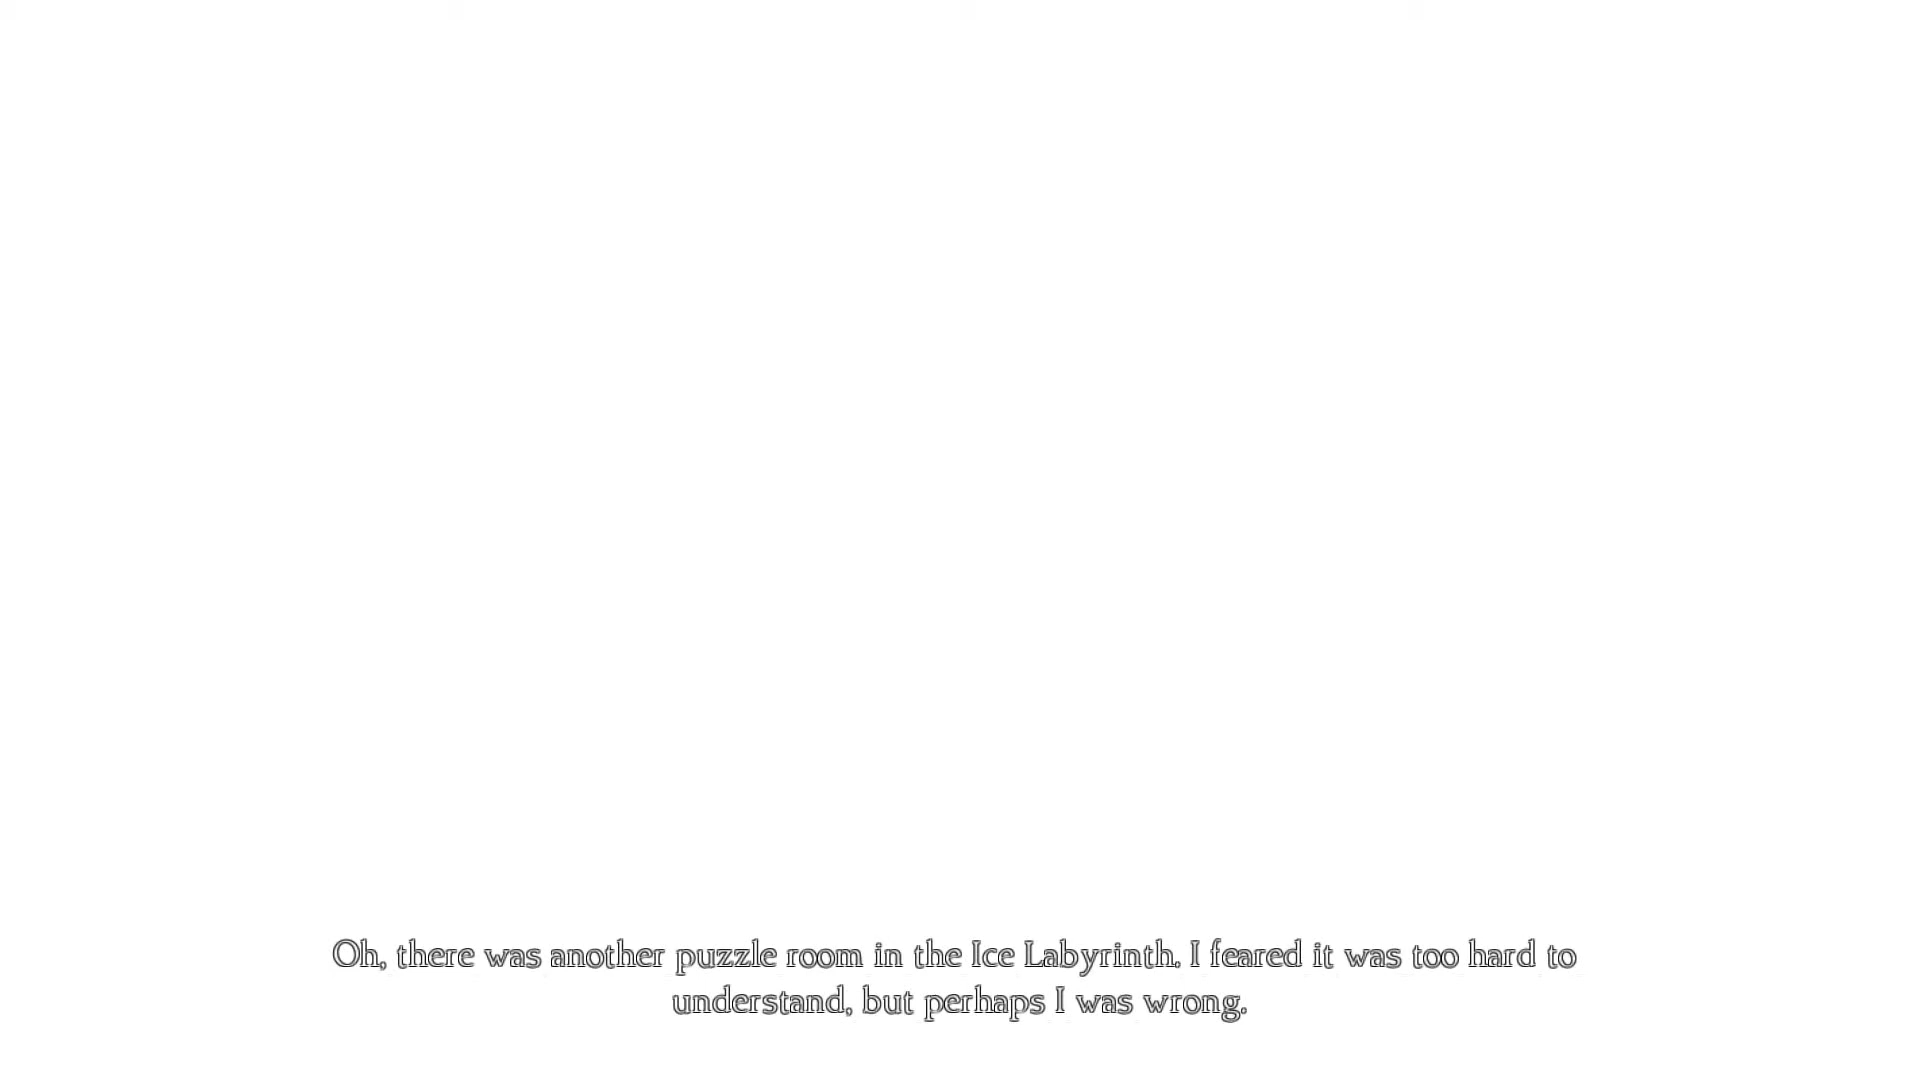 Oh, there was another puzzle room in the Ice Labyrinth. I feared it was too hard to
understand, but perhaps I was wrong.